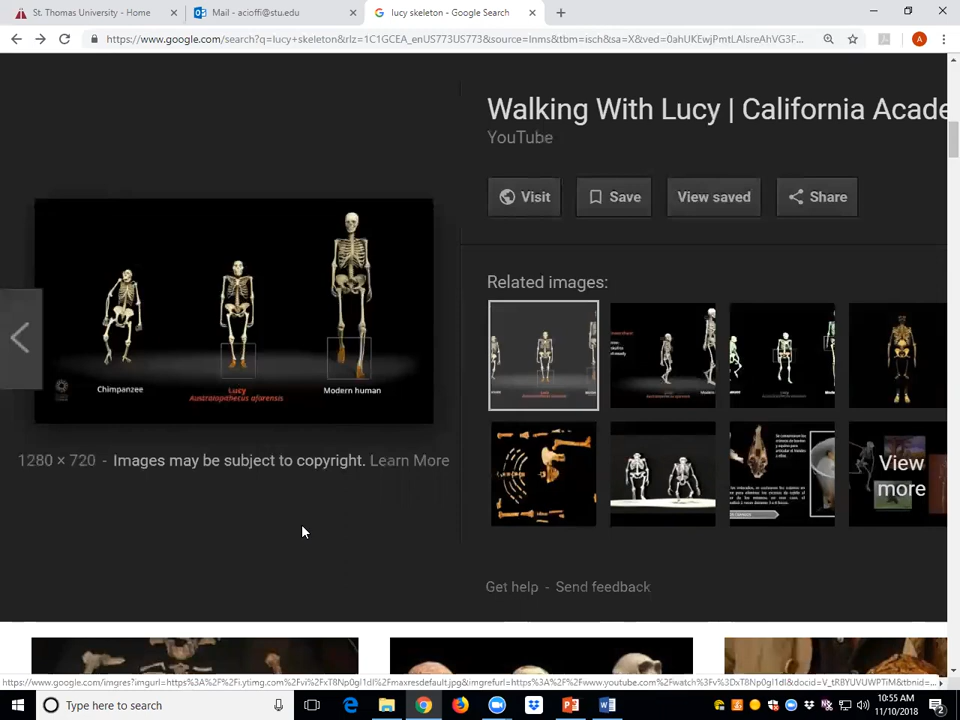 St. Thomas University - Home
Mail - acioffi@stu.edu
lucy skeleton - Google Search
https://www.google.com/search?q=lucy+skeleton&rlz=1C1GCEA_enUS773US773&source=lnms&tbm=isch&sa=X&ved=0ahUKEwjPmtLAlsreAhVG3F...
A
Walking With Lucy | California Acade
YouTube
Visit
Save
View saved
Share
Related images:
Chimpanzee
Lucy
Australopithecus afarensis
Modern human
1280 × 720 - Images may be subject to copyright. Learn More
View
more
Get help - Send feedback
Type here to search
10:55 AM
11/10/2018
2